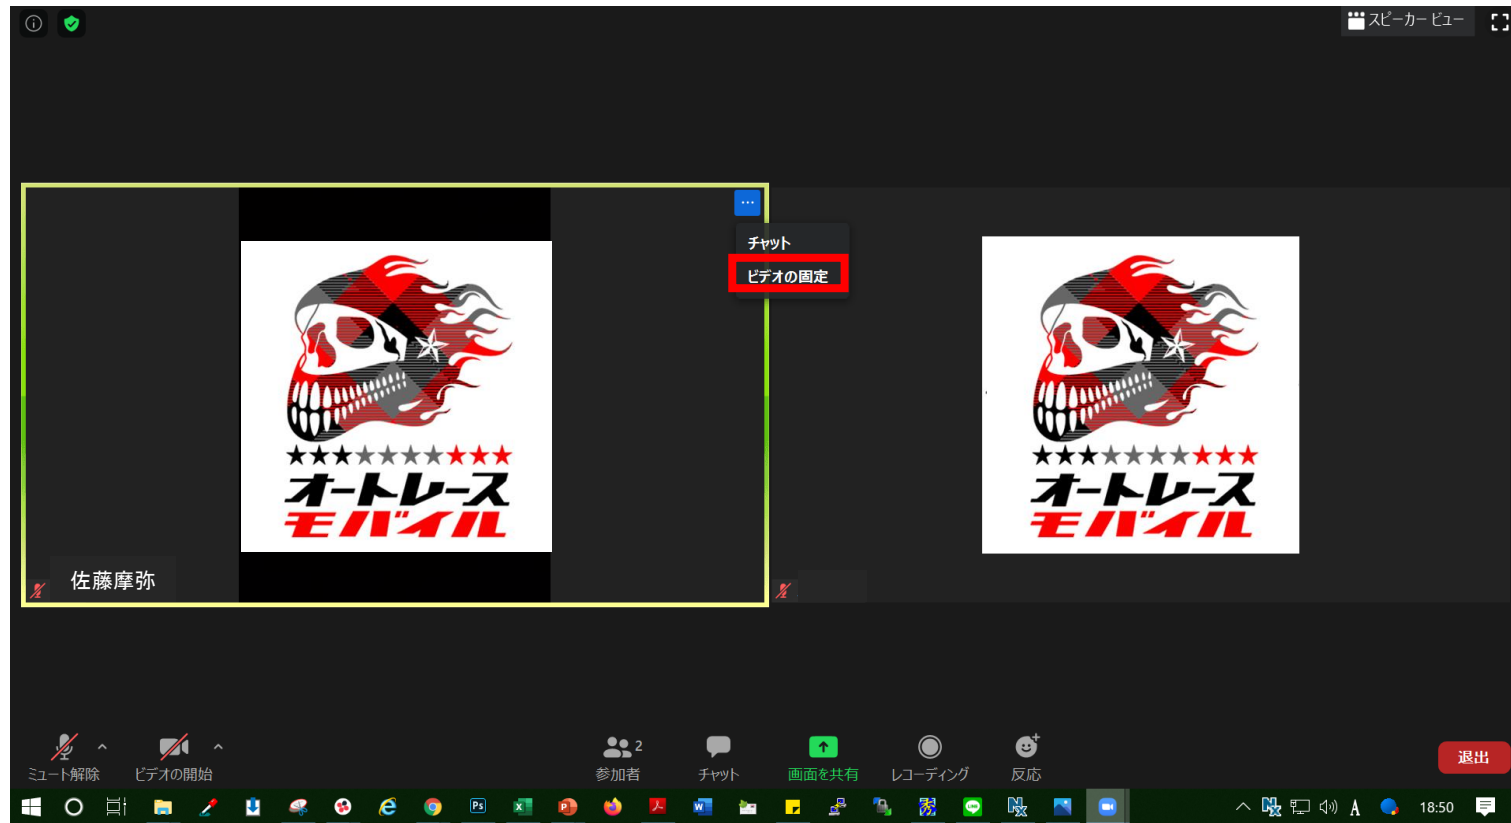 スピーカー ビュー
チャット
ビデオの固定
オートレース
モバイル
オートレース
モバイル
佐藤摩弥
ミュート解除
ビデオの開始
2
参加者
チャット
画面を共有
レコーディング
反応
退出
A
18:50